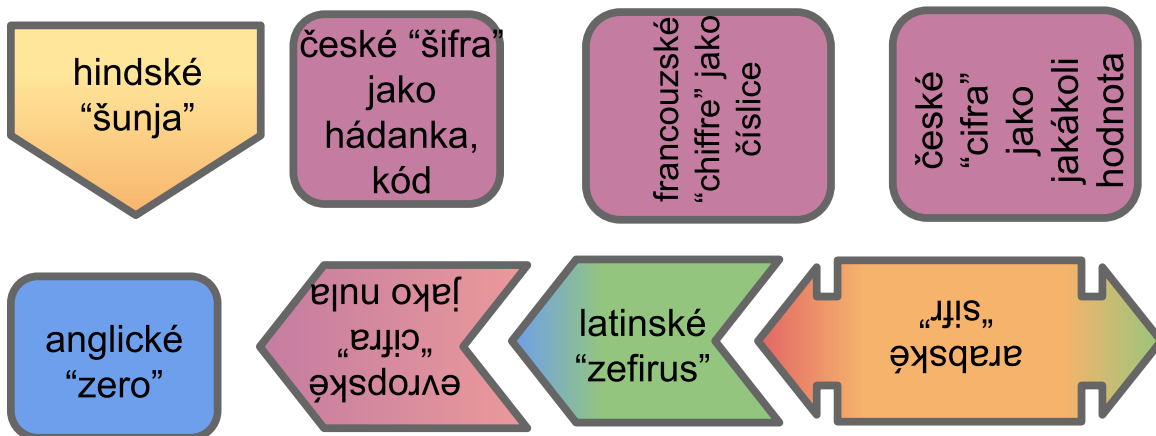 hindské
“šunja”
české “šifra”
jako
hádanka,
kód
francouzské
“chiffre” jako
číslice
české
“cifra”
jako
jakákoli
hodnota
anglické
“zero”
evropské
“cifra”
jako nula
latinské
“zefirus”
arabské
“sifr”